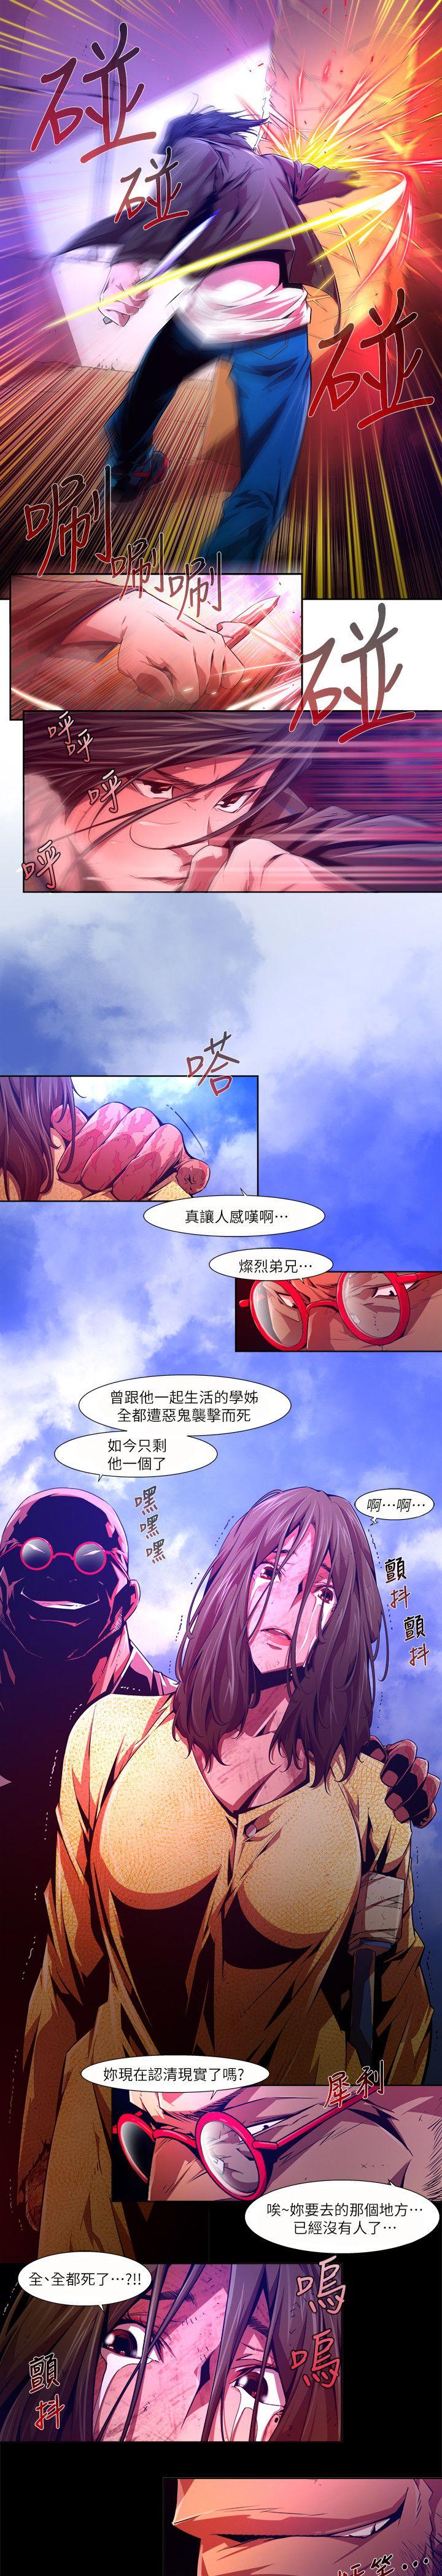 碰
碰
碰
唰
唰
唰
碰
呼
呼
呼
呼
嗒
真讓人感嘆啊…
燦烈弟兄…
曾跟他一起生活的學姊
全都遭惡鬼襲擊而死
如今只剩
他一個了
嘿
嘿
嘿
啊…啊…
顫
抖
顫
抖
妳現在認清現實了嗎?
犀利
唉~妳要去的那個地方…
已經沒有人了…
全、全都死了…?!!
嗚
嗚
顫
抖